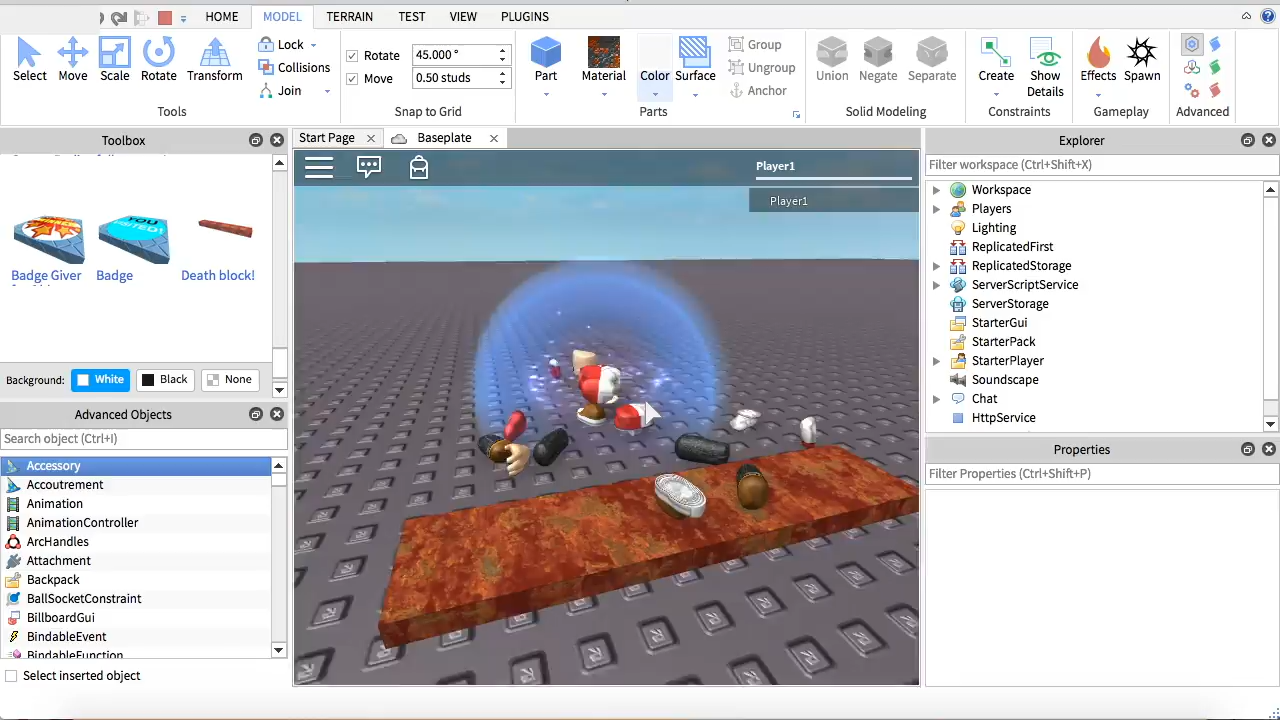 HOME MODEL TERRAIN TEST VIEW PLUGINS
Select Move Scale Rotate Transform
Lock
Collisions
Join
Tools
Rotate 45.000 °
Move 0.50 studs
Snap to Grid
Part Material Color Surface
Group
Ungroup
Anchor
Parts
Union Negate Separate
Solid Modeling
Create Show Details
Constraints
Effects Spawn
Gameplay
Advanced
Toolbox
Badge Giver
Badge
Death block!
Background: White Black None
Advanced Objects
Search object (Ctrl+I)
Accessory
Accoutrement
Animation
AnimationController
ArcHandles
Attachment
Backpack
BallSocketConstraint
BillboardGui
BindableEvent
BindableFunction
Select inserted object
Start Page Baseplate
Player1
Player1
YOU
Explorer
Filter workspace (Ctrl+Shift+X)
Workspace
Players
Lighting
ReplicatedFirst
ReplicatedStorage
ServerScriptService
ServerStorage
StarterGui
StarterPack
StarterPlayer
Soundscape
Chat
HttpService
Properties
Filter Properties (Ctrl+Shift+P)